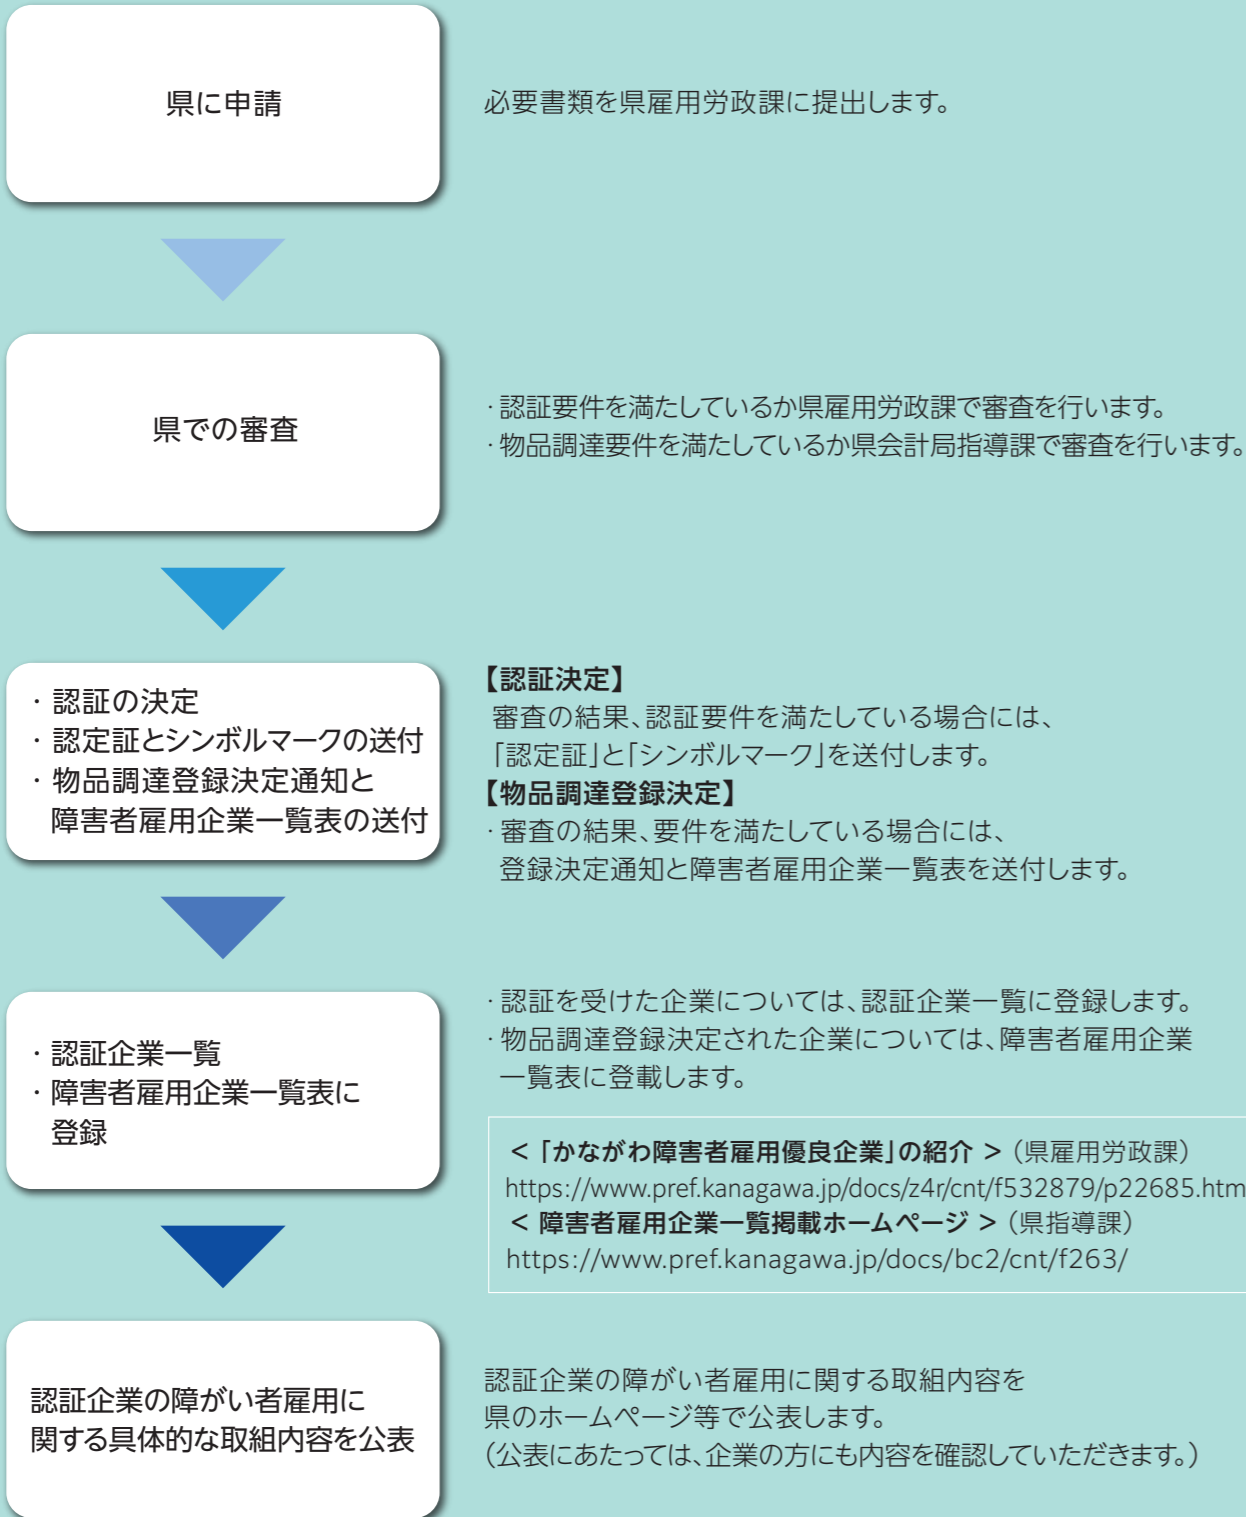 県に申請
必要書類を県雇用労政課に提出します。
県での審査
・認証要件を満たしているか県雇用労政課で審査を行います。
・物品調達要件を満たしているか県会計局指導課で審査を行います。
・認証の決定
・認定証とシンボルマークの送付
・物品調達登録決定通知と
障害者雇用企業一覧表の送付
【認証決定】
審査の結果、認証要件を満たしている場合には、
「認定証」と「シンボルマーク」を送付します。
【物品調達登録決定】
・審査の結果、要件を満たしている場合には、
登録決定通知と障害者雇用企業一覧表を送付します。
・認証企業一覧
・障害者雇用企業一覧表に
登録
・認証を受けた企業については、認証企業一覧に登録します。
・物品調達登録決定された企業については、障害者雇用企業
一覧表に登載します。
＜「かながわ障害者雇用優良企業」の紹介＞（県雇用労政課）
https://www.pref.kanagawa.jp/docs/z4r/cnt/f532879/p22685.htm
＜ 障害者雇用企業一覧掲載ホームページ ＞（県指導課）
https://www.pref.kanagawa.jp/docs/bc2/cnt/f263/
認証企業の障がい者雇用に
関する具体的な取組内容を公表
認証企業の障がい者雇用に関する取組内容を
県のホームページ等で公表します。
（公表にあたっては、企業の方にも内容を確認していただきます。）